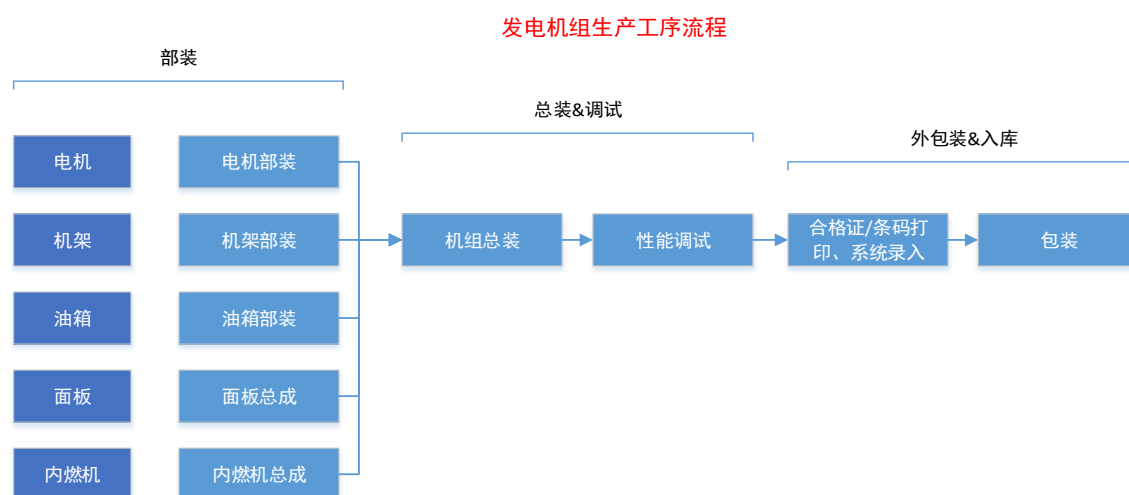 发电机组生产工序流程
部装
总装&调试
外包装&入库
电机
电机部装
机架
机架部装
机组总装
性能调试
合格证/条码打
印、系统录入
包装
油箱
油箱部装
面板
面板总成
内燃机
内燃机总成